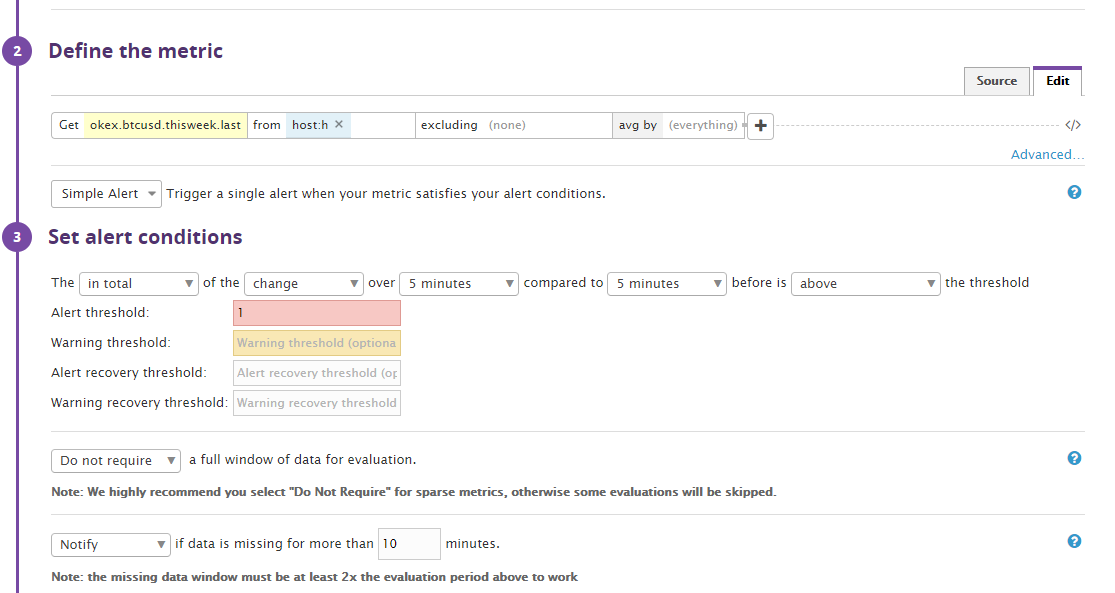 2 Define the metric
Source Edit
Get okex.btcusd.thisweek.last from host:h × excluding (none) avg by (everything) + </>
Advanced...
Simple Alert Trigger a single alert when your metric satisfies your alert conditions. ?
3 Set alert conditions
The in total of the change over 5 minutes compared to 5 minutes before is above the threshold
Alert threshold: 1
Warning threshold: Warning threshold (optiona
Alert recovery threshold: Alert recovery threshold (op
Warning recovery threshold: Warning recovery threshold
Do not require a full window of data for evaluation. ?
Note: We highly recommend you select "Do Not Require" for sparse metrics, otherwise some evaluations will be skipped.
Notify if data is missing for more than 10 minutes. ?
Note: the missing data window must be at least 2x the evaluation period above to work